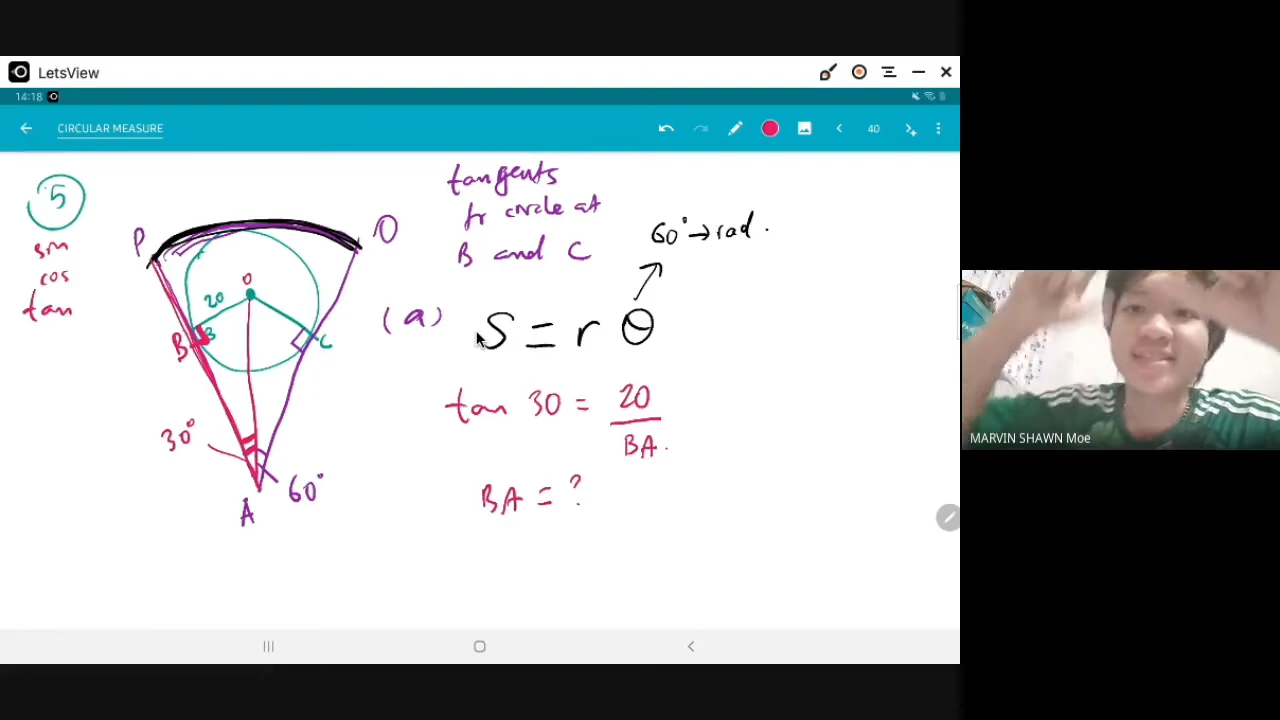 LetsView
14:18
CIRCULAR MEASURE
40
5
sin
cos
tan
P
Q
O
20
B
C
30°
60°
A
tangents
to circle at
B and C
60° → rad.
(a)
S = r θ
tan 30 = 20
BA.
BA = ?
MARVIN SHAWN Moe